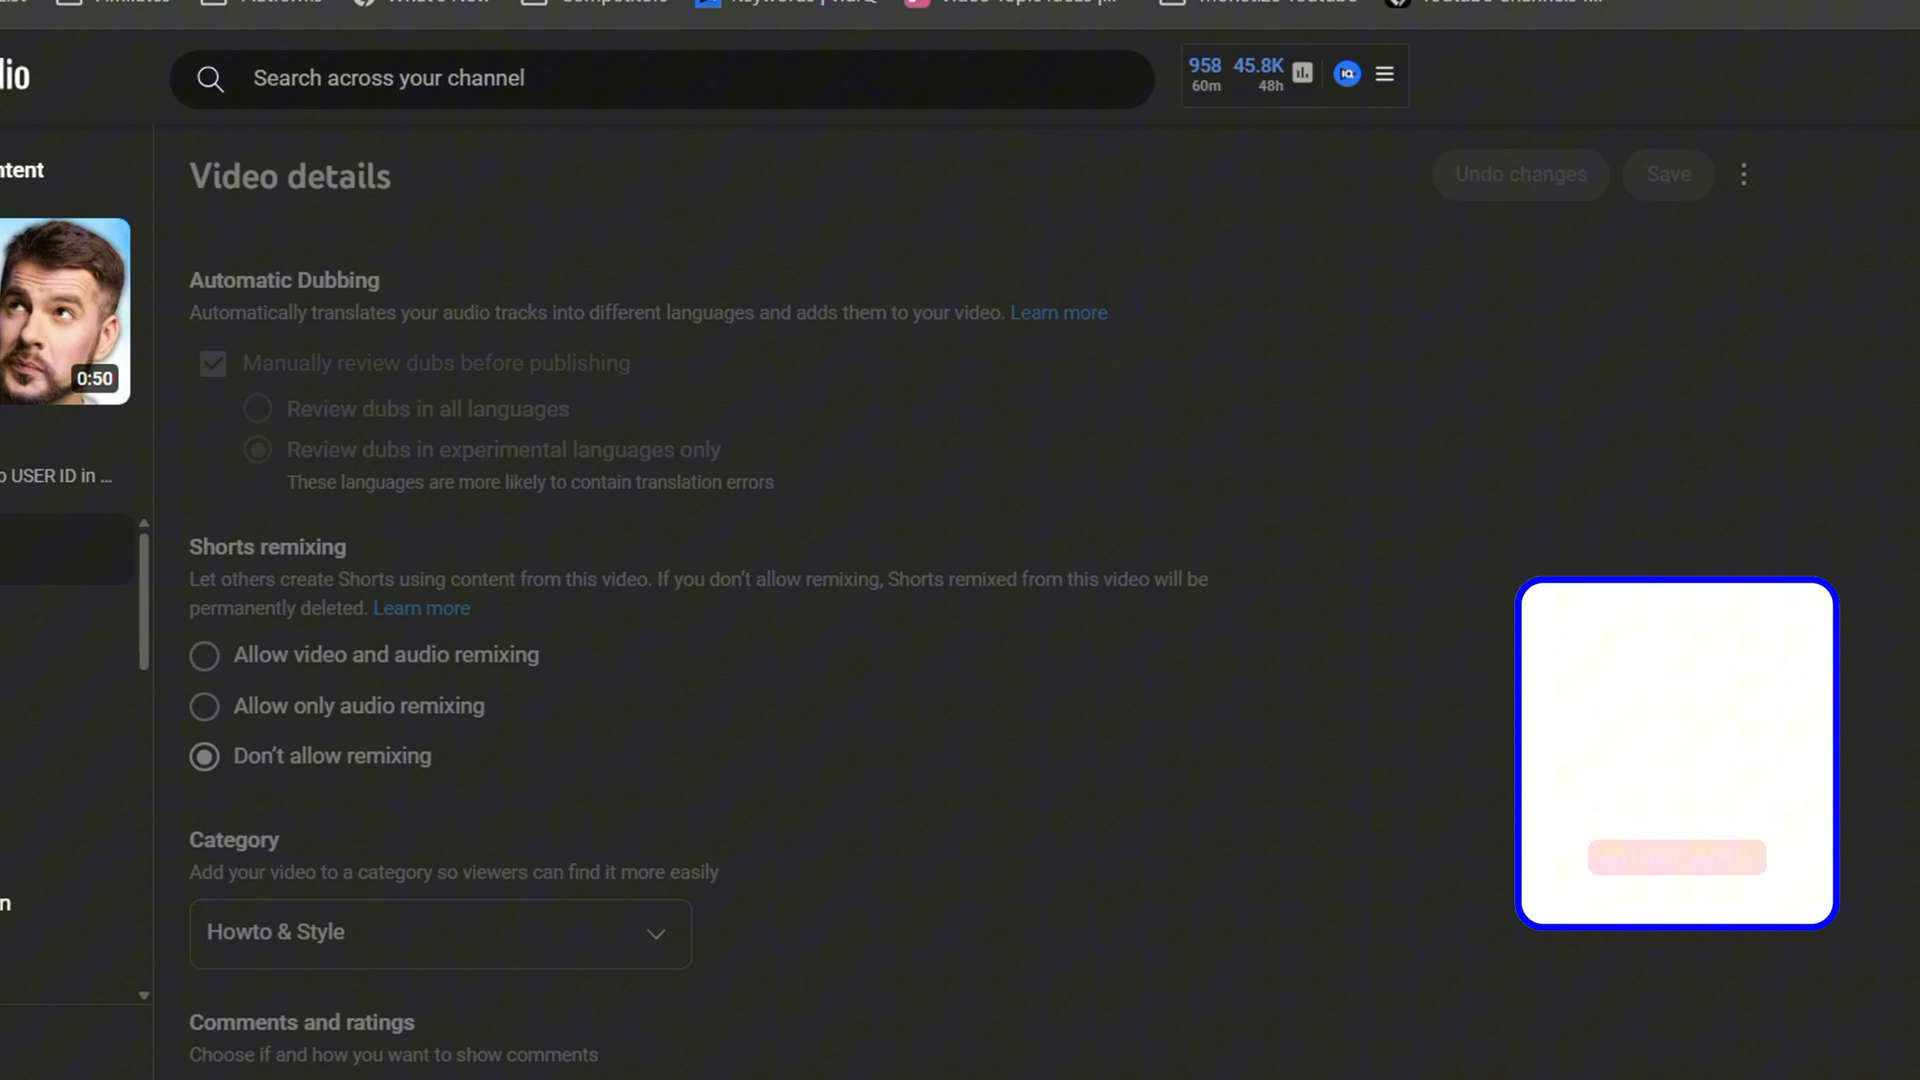 What's New
Search across your channel
958 45.8K
60m 48h
IQ
Video details
Undo changes
Save
Automatic Dubbing
Automatically translates your audio tracks into different languages and adds them to your video. Learn more
Manually review dubs before publishing
0:50
Review dubs in all languages
Review dubs in experimental languages only
USER ID in ...
These languages are more likely to contain translation errors
Shorts remixing
Let others create Shorts using content from this video. If you don't allow remixing, Shorts remixed from this video will be
permanently deleted. Learn more
Allow video and audio remixing
Allow only audio remixing
Don't allow remixing
Category
Add your video to a category so viewers can find it more easily
Howto & Style
Comments and ratings
Choose if and how you want to show comments